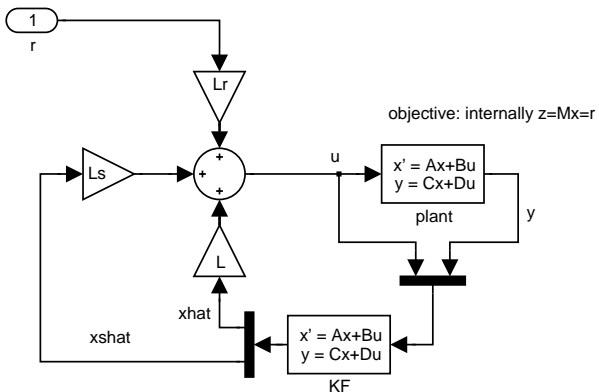 1
r
Lr
objective: internally z=Mx=r
Ls
+
+
+
u
x' = Ax+Bu
y = Cx+Du
plant
y
L
xhat
xshat
x' = Ax+Bu
y = Cx+Du
KF